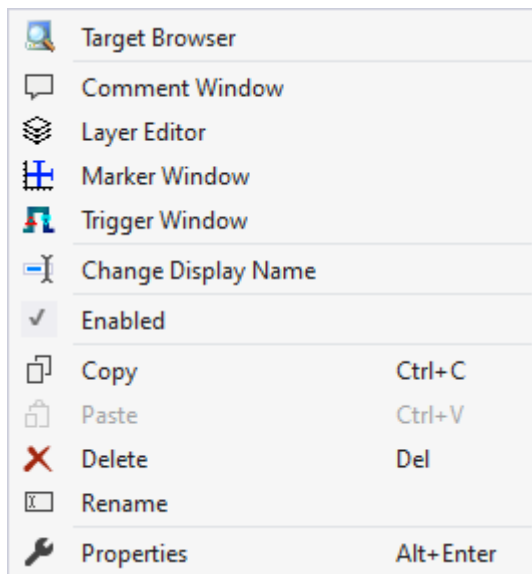 Target Browser
Comment Window
Layer Editor
Marker Window
Trigger Window
Change Display Name
Enabled
Copy Ctrl+C
Paste Ctrl+V
Delete Del
Rename
Properties Alt+Enter